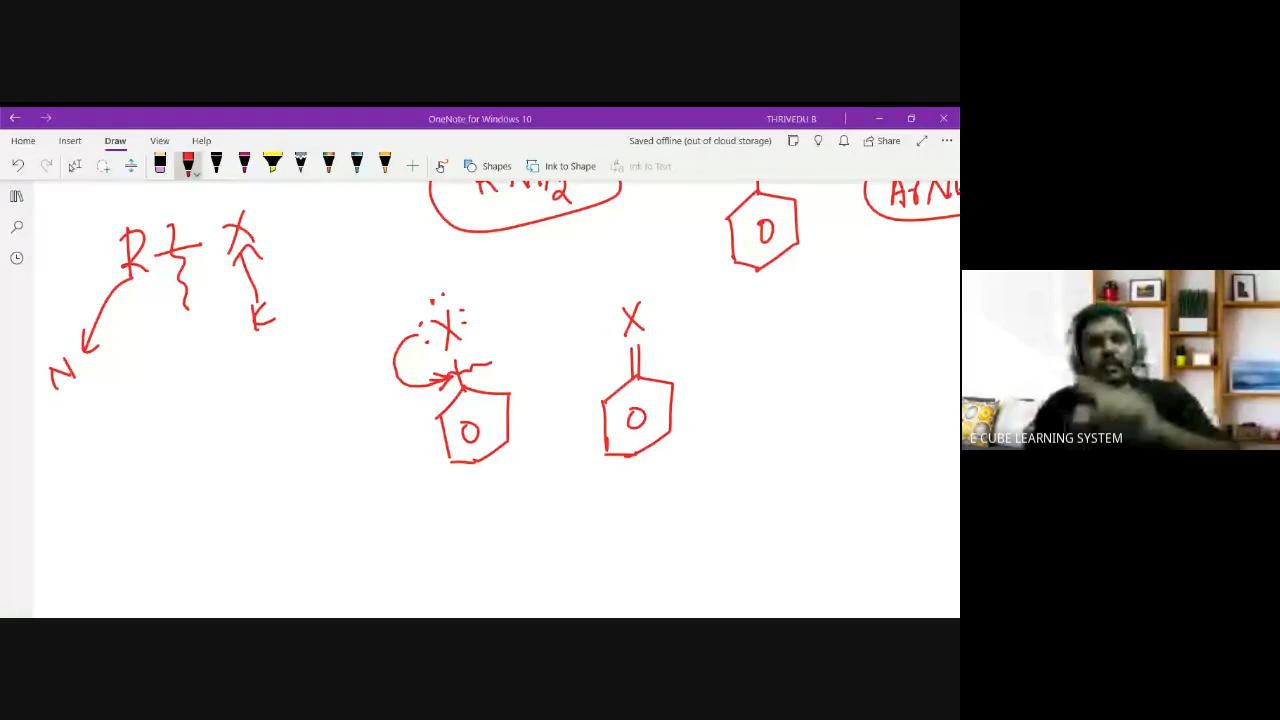 OneNote for Windows 10
THRIVEDU B
Home Insert Draw View Help
Saved offline (out of cloud storage)
Share
Shapes
Ink to Shape
Ink to Text
R X
K
N
X
O
X
O
O
E CUBE LEARNING SYSTEM